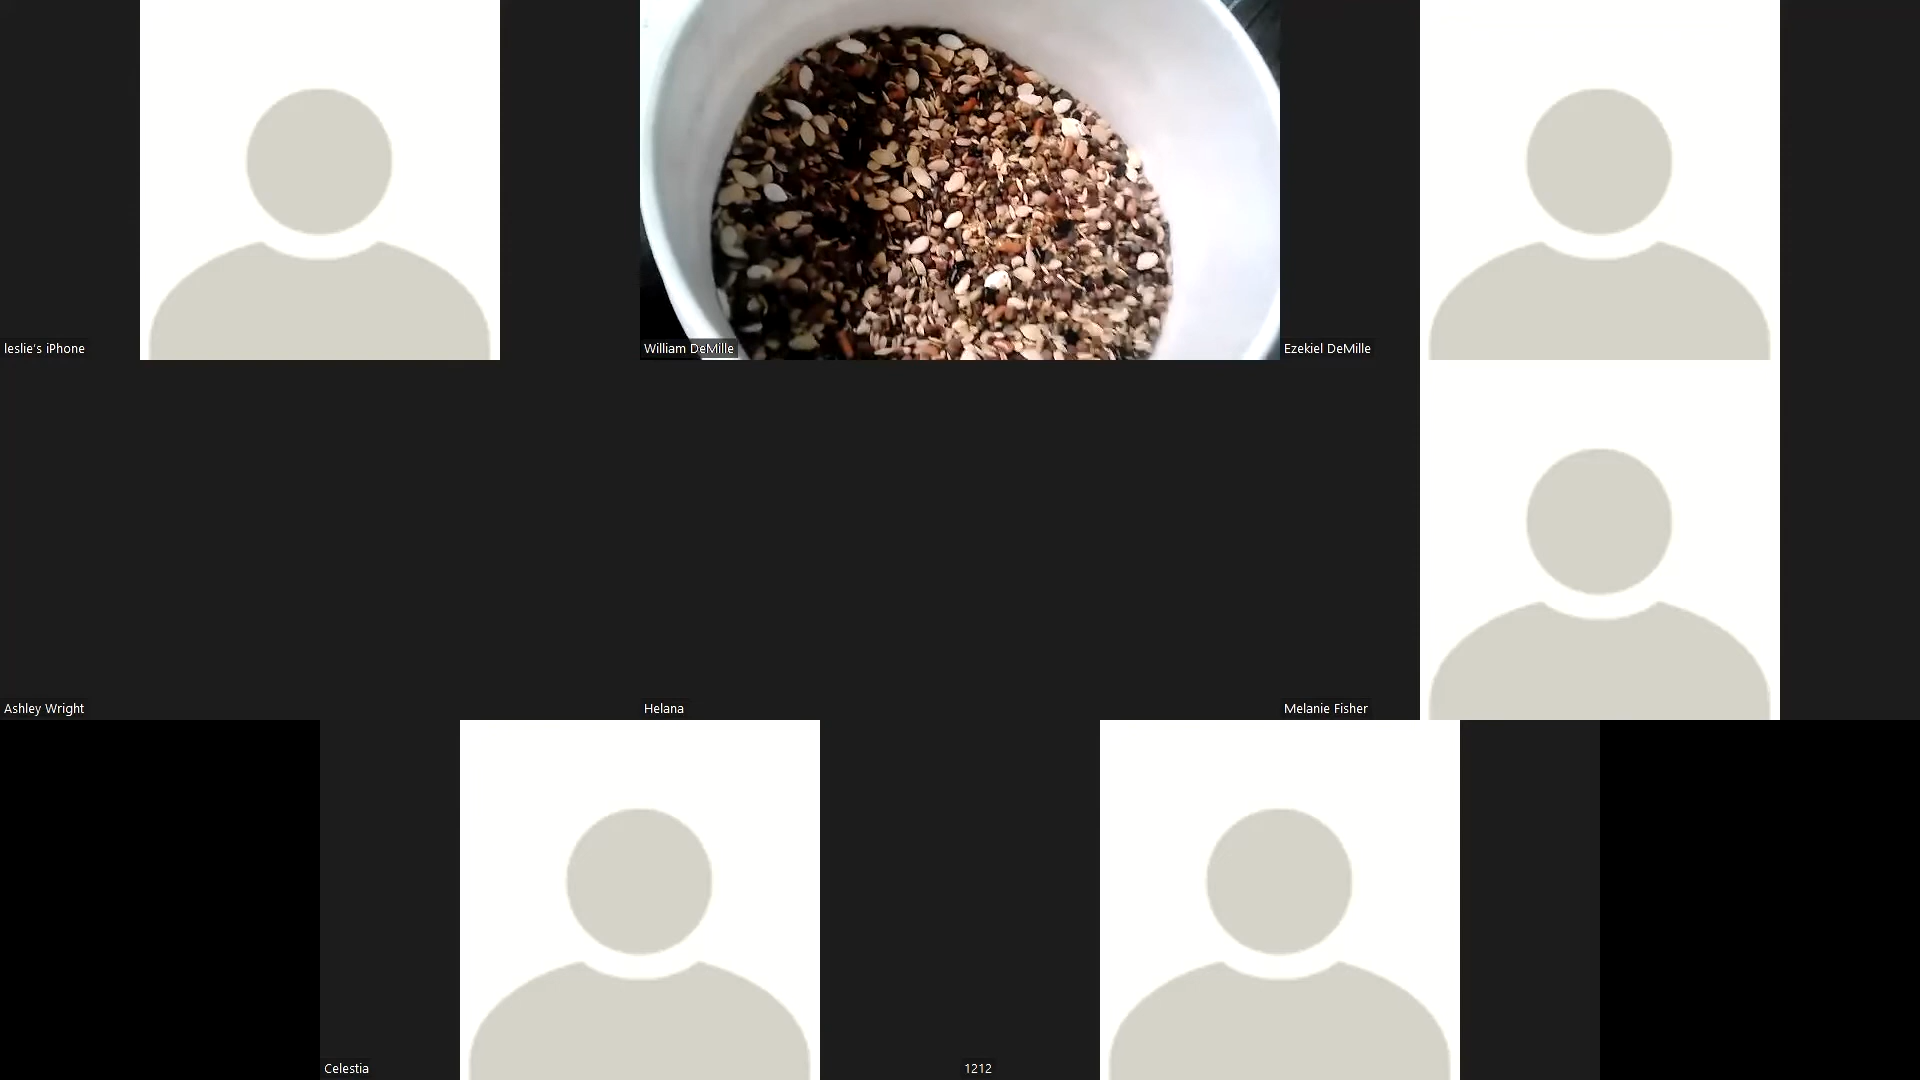 leslie's iPhone
William DeMille
Ezekiel DeMille
Ashley Wright
Helana
Melanie Fisher
Celestia
1212